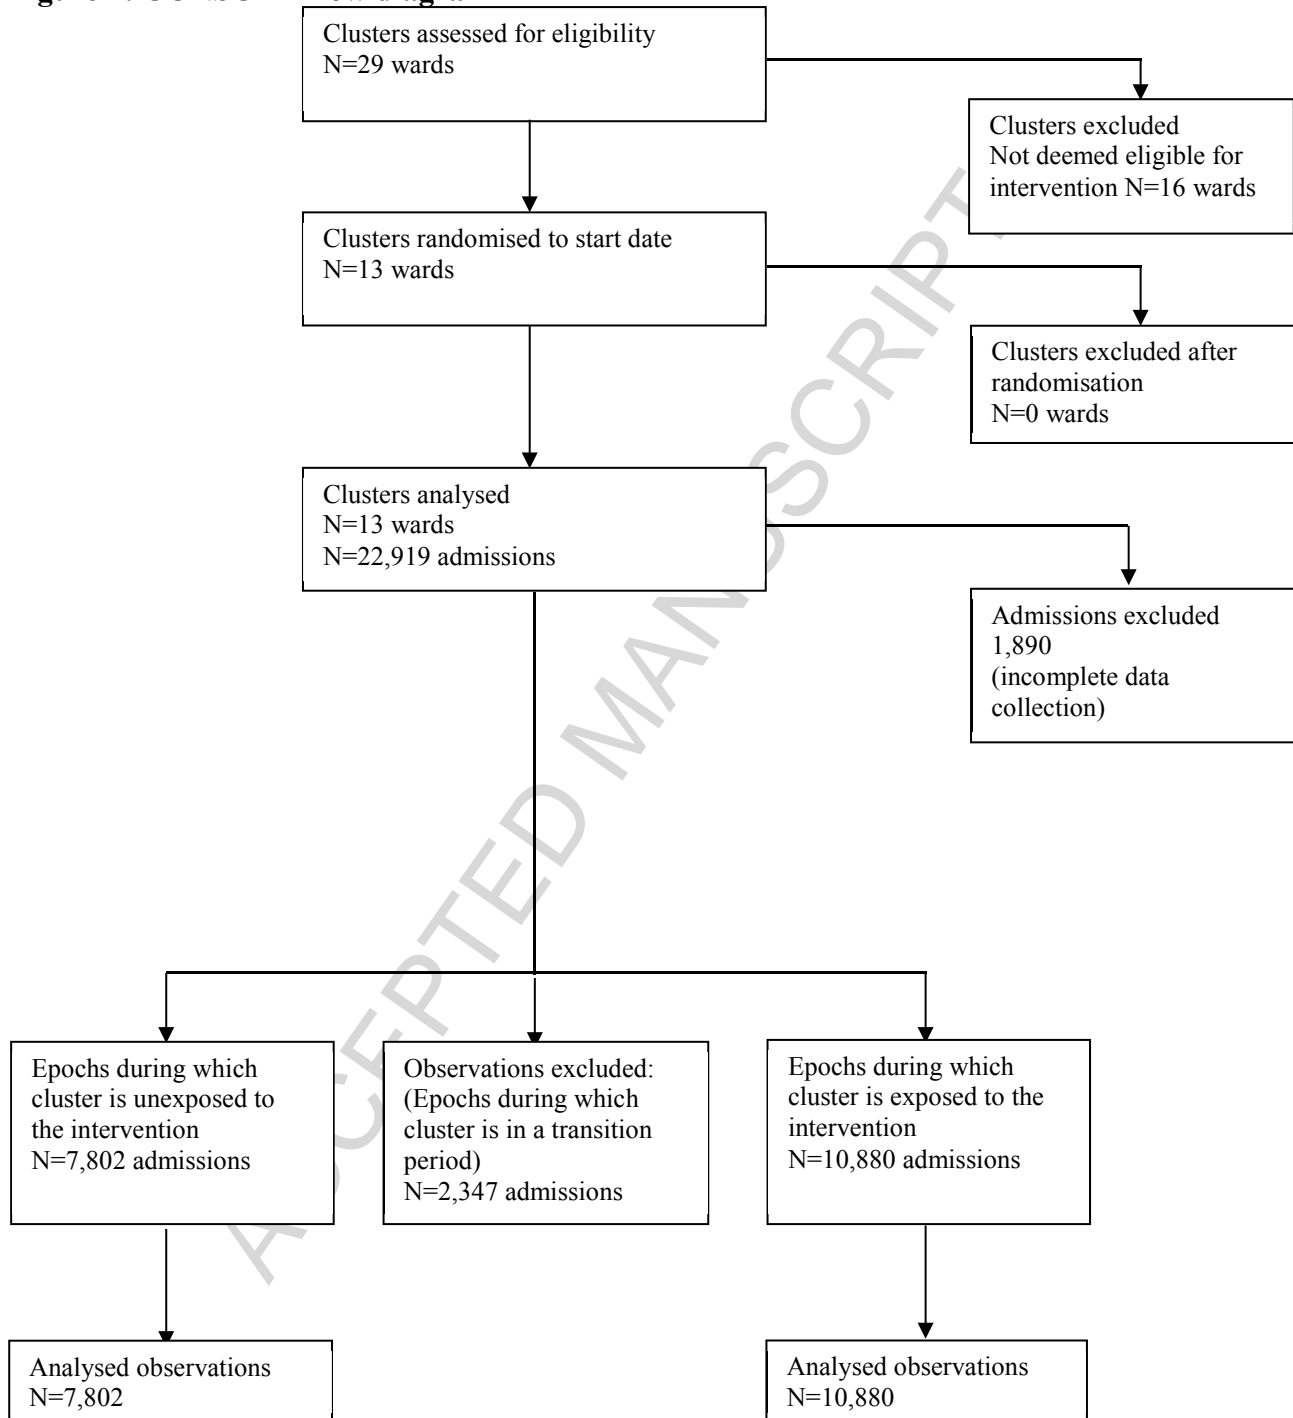 Clusters assessed for eligibility
N=29 wards
Clusters excluded
Not deemed eligible for
intervention N=16 wards
Clusters randomised to start date
N=13 wards
Clusters excluded after
randomisation
N=0 wards
Clusters analysed
N=13 wards
N=22,919 admissions
Admissions excluded
1,890
(incomplete data
collection)
Epochs during which
cluster is unexposed to
the intervention
N=7,802 admissions
Observations excluded:
(Epochs during which
cluster is in a transition
period)
N=2,347 admissions
Epochs during which
cluster is exposed to the
intervention
N=10,880 admissions
Analysed observations
N=7,802
Analysed observations
N=10,880
ACCEPTED MANUSCRIPT